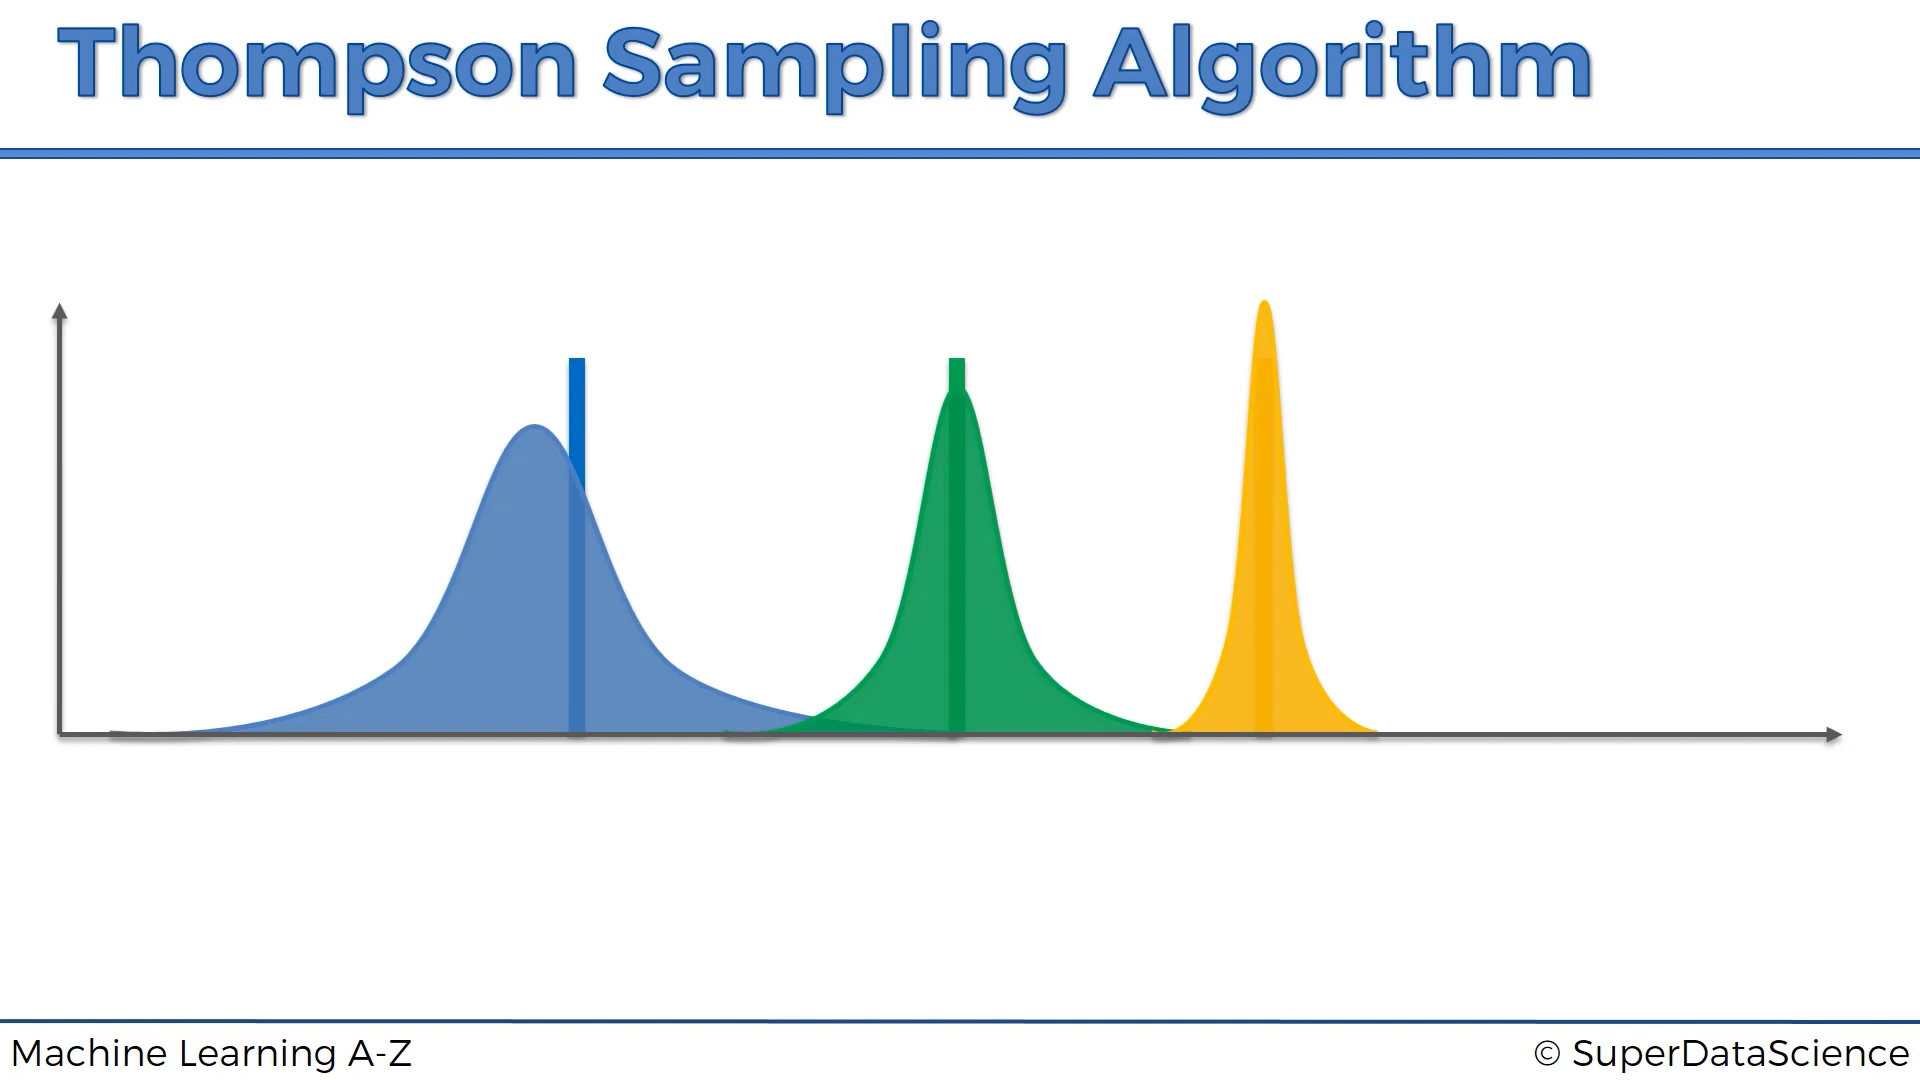 Thompson Sampling Algorithm
Machine Learning A-Z
© SuperDataScience